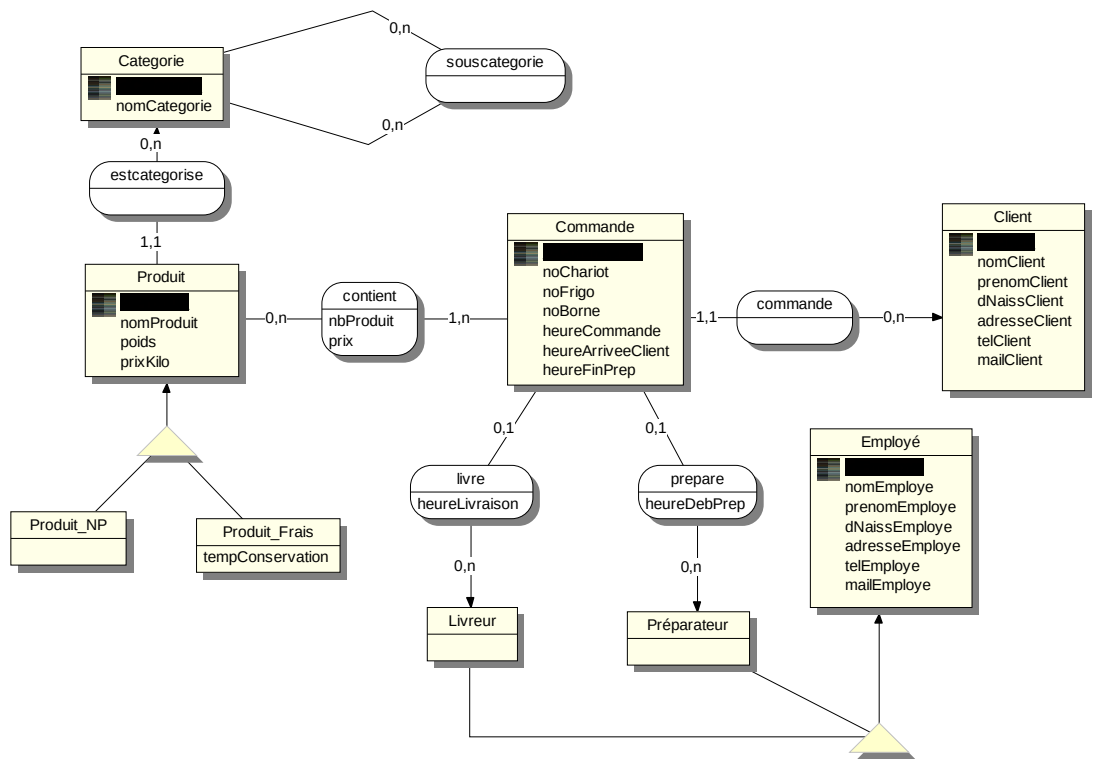 0,n
souscategorie
Categorie
nomCategorie
0,n
0,n
estcategorise
1,1
Produit
nomProduit
poids
prixKilo
0,n
contient
nbProduit
prix
1,n
Commande
noChariot
noFrigo
noBorne
heureCommande
heureArriveeClient
heureFinPrep
1,1
commande
0,n
Client
nomClient
prenomClient
dNaissClient
adresseClient
telClient
mailClient
0,1
0,1
livre
heureLivraison
prepare
heureDebPrep
Employé
nomEmploye
prenomEmploye
dNaissEmploye
adresseEmploye
telEmploye
mailEmploye
Produit_NP
Produit_Frais
tempConservation
0,n
0,n
Livreur
Préparateur